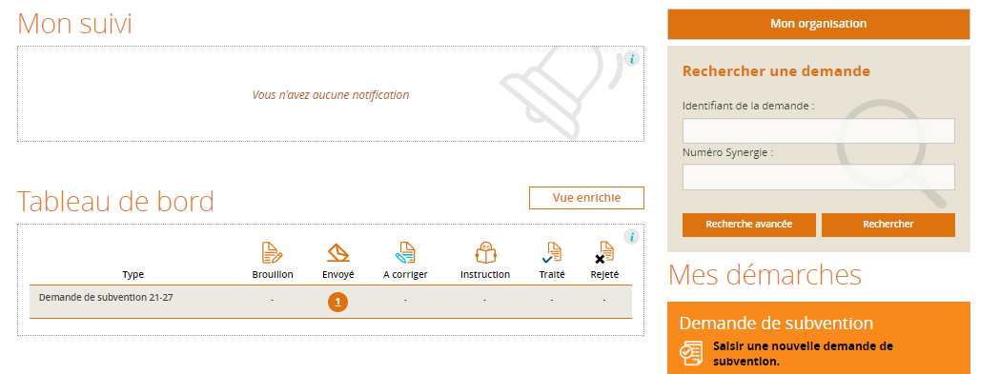 Mon suivi
i
Vous n'avez aucune notification
Tableau de bord
Vue enrichie
i
Type
Brouillon
Envoyé
A corriger
Instruction
Traité
Rejeté
Demande de subvention 21-27
-
1
-
-
-
-
Mon organisation
Rechercher une demande
Identifiant de la demande :
Numéro Synergie :
Recherche avancée
Rechercher
Mes démarches
Demande de subvention
Saisir une nouvelle demande de
subvention.